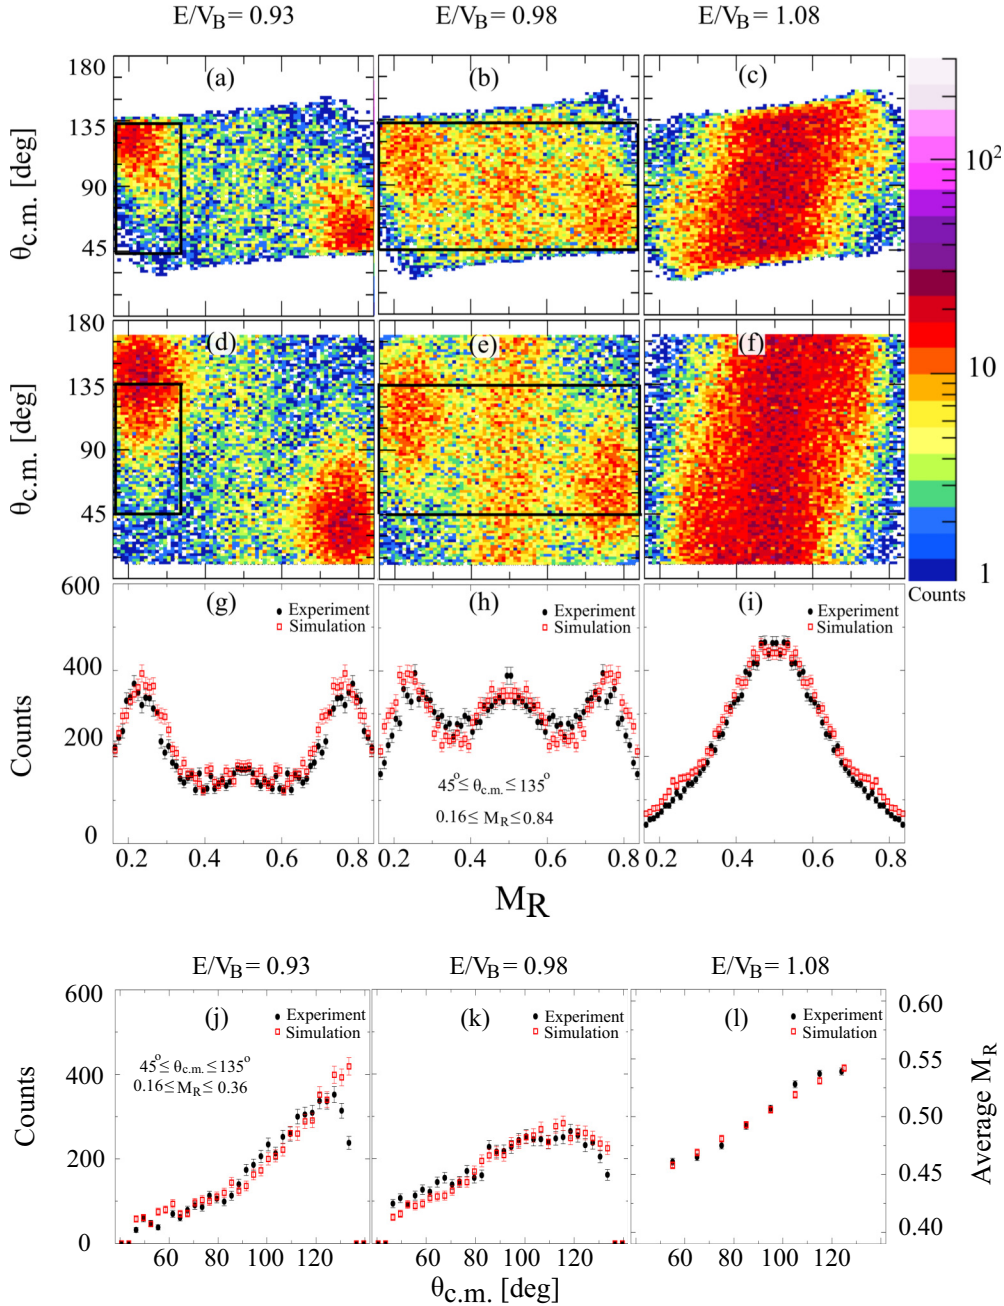 E/V_B = 0.93 E/V_B = 0.98 E/V_B = 1.08
(a) (b) (c)
180
135
90
45
θ_c.m. [deg]
10²
10
1
Counts
(d) (e) (f)
180
135
90
45
θ_c.m. [deg]
(g) (h) (i)
Experiment
Simulation
Experiment
Simulation
Experiment
Simulation
600
400
200
0
Counts
45° ≤ θ_c.m. ≤ 135°
0.16 ≤ M_R ≤ 0.84
0.2 0.4 0.6 0.8 0.2 0.4 0.6 0.8 0.2 0.4 0.6 0.8
M_R
E/V_B = 0.93 E/V_B = 0.98 E/V_B = 1.08
(j) (k) (l)
Experiment
Simulation
Experiment
Simulation
Experiment
Simulation
45° ≤ θ_c.m. ≤ 135°
0.16 ≤ M_R ≤ 0.36
600
400
200
0
Counts
0.60
0.55
0.50
0.45
0.40
Average M_R
60 80 100 120 60 80 100 120 60 80 100 120
θ_c.m. [deg]